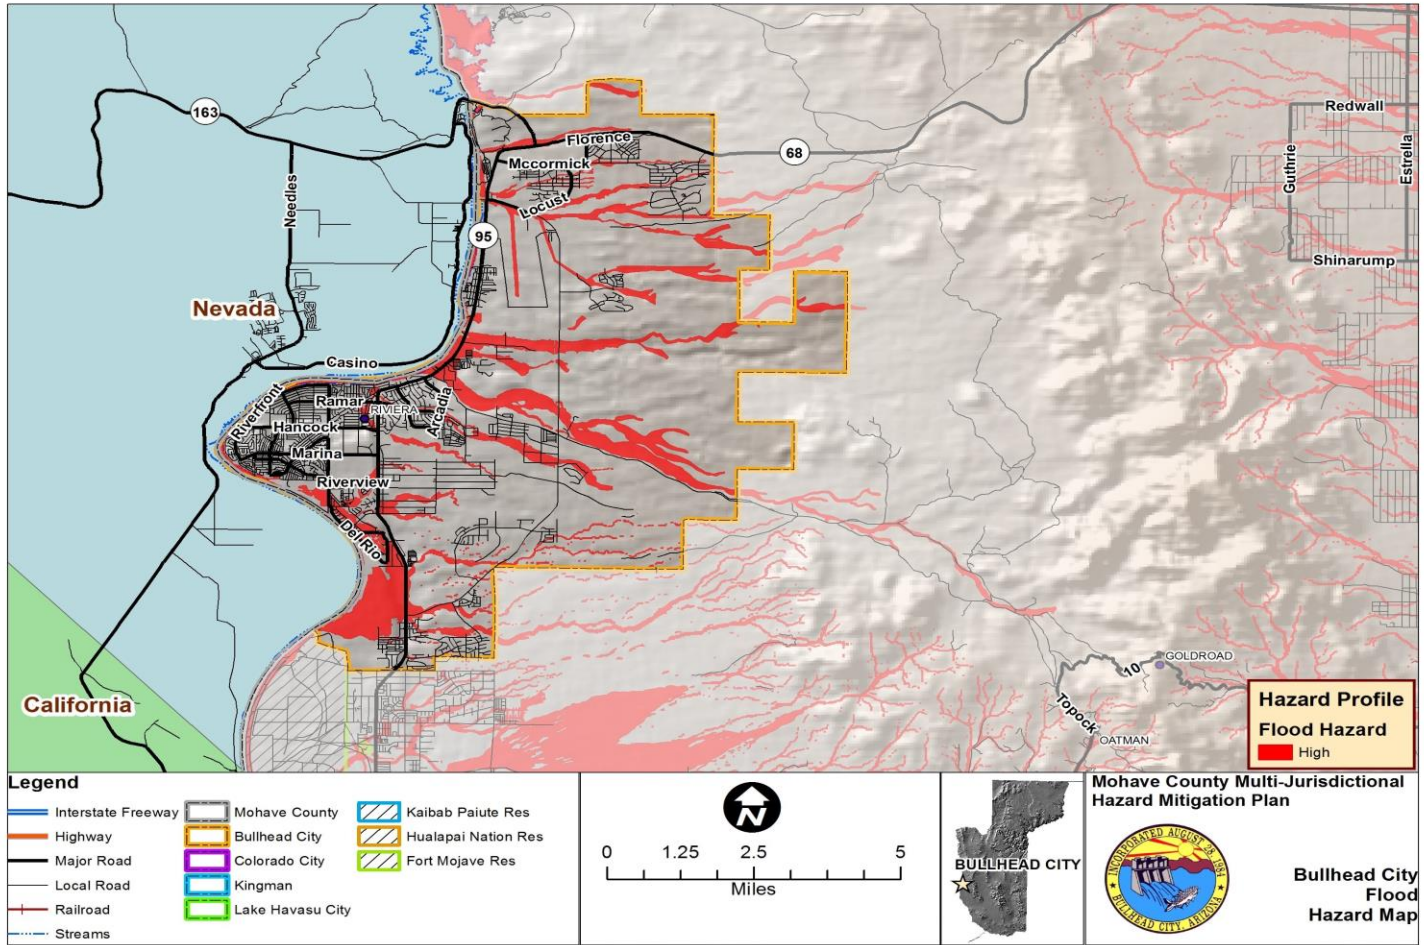 163
Needles
Nevada
Casino
95
Florence
Mccormick
Locust
68
Redwall
Guthrie
Estrella
Shinarump
Riverfront
Ramar
RIVIERA
Arcadia
Hancock
Marina
Riverview
Del Rio
California
GOLDROAD
10
Topock
OATMAN
Hazard Profile
Flood Hazard
High
Legend
Interstate Freeway
Highway
Major Road
Local Road
Railroad
Streams
Mohave County
Bullhead City
Colorado City
Kingman
Lake Havasu City
Kaibab Paiute Res
Hualapai Nation Res
Fort Mojave Res
N
0 1.25 2.5 5
Miles
BULLHEAD CITY
Mohave County Multi-Jurisdictional
Hazard Mitigation Plan
INCORPORATED AUGUST 28, 1984
BULLHEAD CITY, ARIZONA
Bullhead City
Flood
Hazard Map